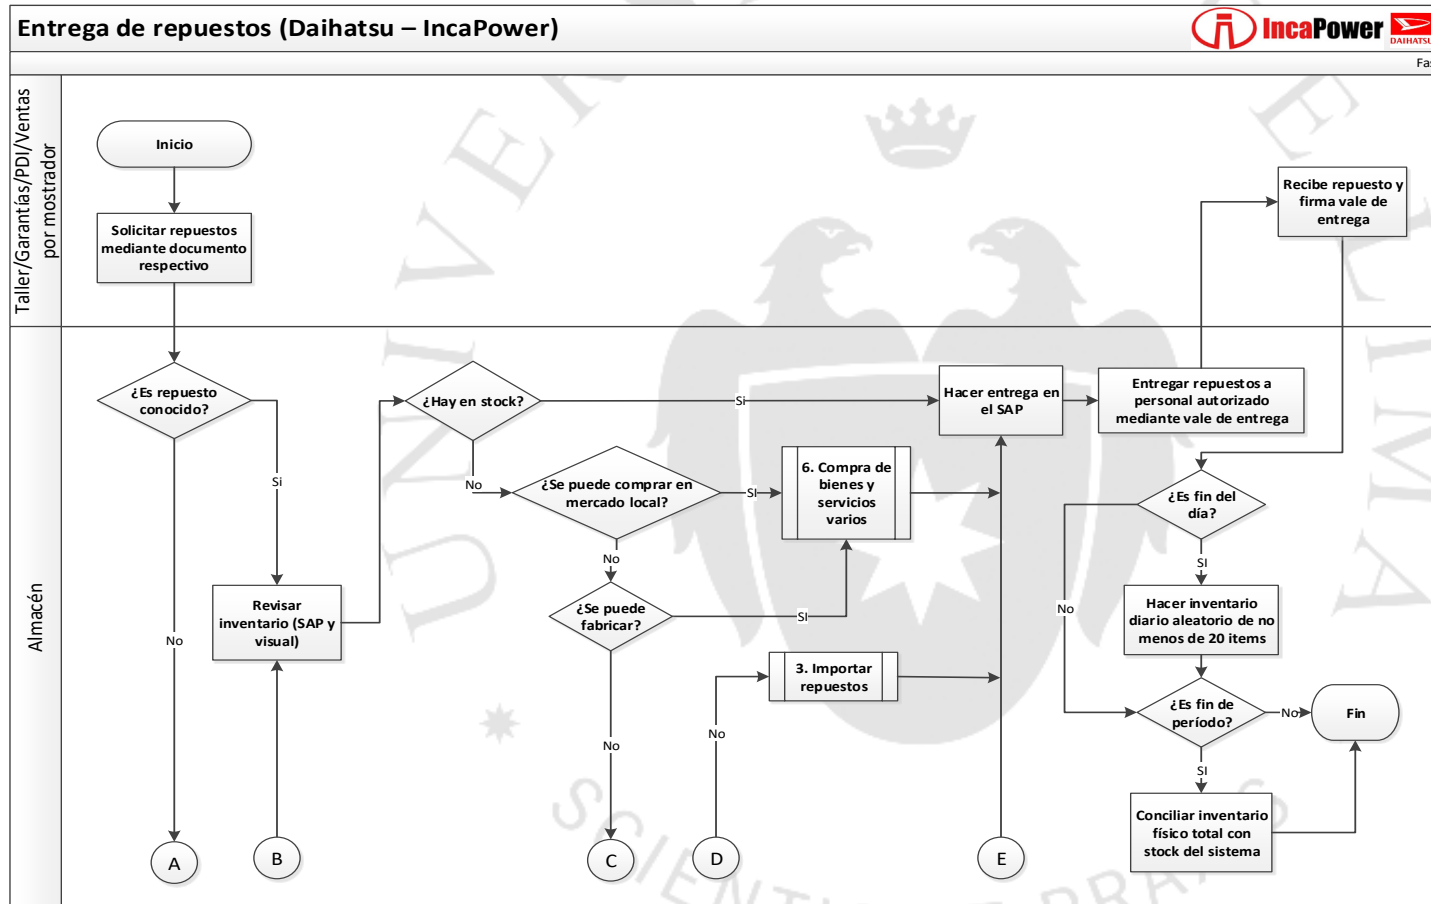 Entrega de repuestos (Daihatsu – IncaPower)
IncaPower
DAIHATSU
Fas
Taller/Garantías/PDI/Ventas
por mostrador
Inicio
Solicitar repuestos
mediante documento
respectivo
Recibe repuesto y
firma vale de
entrega
Almacén
¿Es repuesto
conocido?
Si
No
Revisar
inventario (SAP y
visual)
¿Hay en stock?
Si
No
¿Se puede comprar en
mercado local?
SI
No
6. Compra de
bienes y
servicios
varios
¿Se puede
fabricar?
SI
No
3. Importar
repuestos
No
Hacer entrega en
el SAP
Entregar repuestos a
personal autorizado
mediante vale de entrega
¿Es fin del
día?
SI
No
Hacer inventario
diario aleatorio de no
menos de 20 items
¿Es fin de
período?
No
SI
Fin
Conciliar inventario
físico total con
stock del sistema
A
B
C
D
E